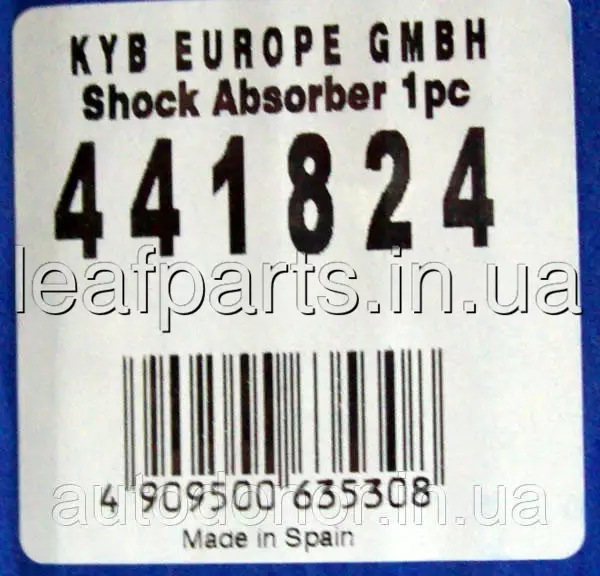 KYB EUROPE GMBH
Shock Absorber 1pc
441824
leafparts.in.ua
4 909500 635308
autodonor.in.ua
Made in Spain